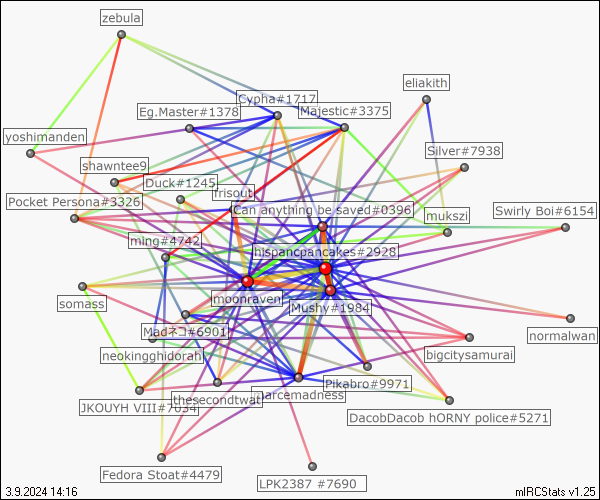 zebula
eliakith
Cypha#1717
Eg.Master#1378
Majestic#3375
yoshimanden
Silver#7938
shawntee9
Duck#1245
frisout
Pocket Persona#3326
Can anything be saved#0396
mukszi
Swirly Boi#6154
ming#4742
hispancpancakes#2928
somass
moonraven
Mushy#1984
Madネコ#6901
normalwan
neokingghidorah
bigcitysamurai
Pikabro#9971
thesecondtwat
narcemadness
JKOUYH VIII#7034
DacobDacob hORNY police#5271
Fedora Stoat#4479
LPK2387 #7690
3.9.2024 14:16
mIRCStats v1.25